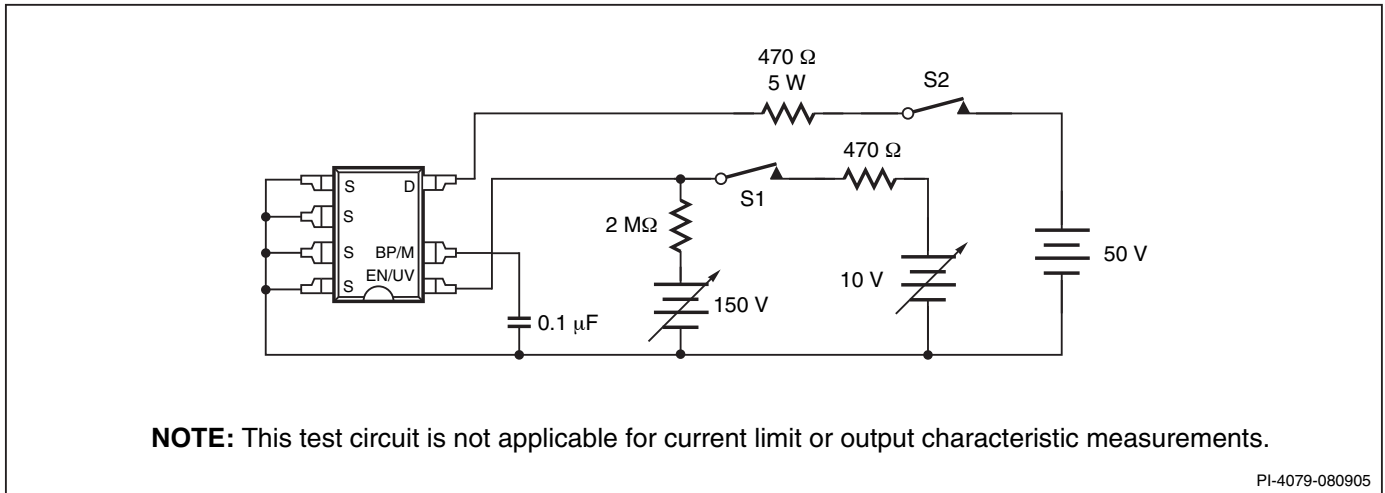 470 Ω
5 W
S2
470 Ω
S1
S D
S
S BP/M
EN/UV
S
2 MΩ
150 V
10 V
50 V
0.1 μF
NOTE: This test circuit is not applicable for current limit or output characteristic measurements.
PI-4079-080905